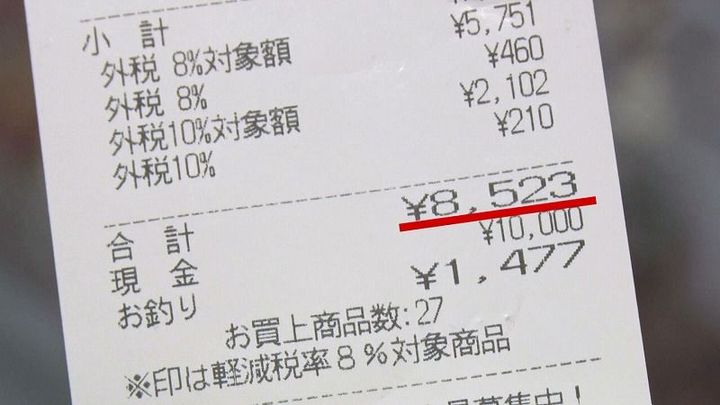 小計
外税 8%対象額 ¥5,751
外税 8% ¥460
外税10%対象額 ¥2,102
外税10% ¥210
合計 ¥8,523
現金 ¥10,000
お釣り ¥1,477
お買上商品数:27
※印は軽減税率8%対象商品
募集中!